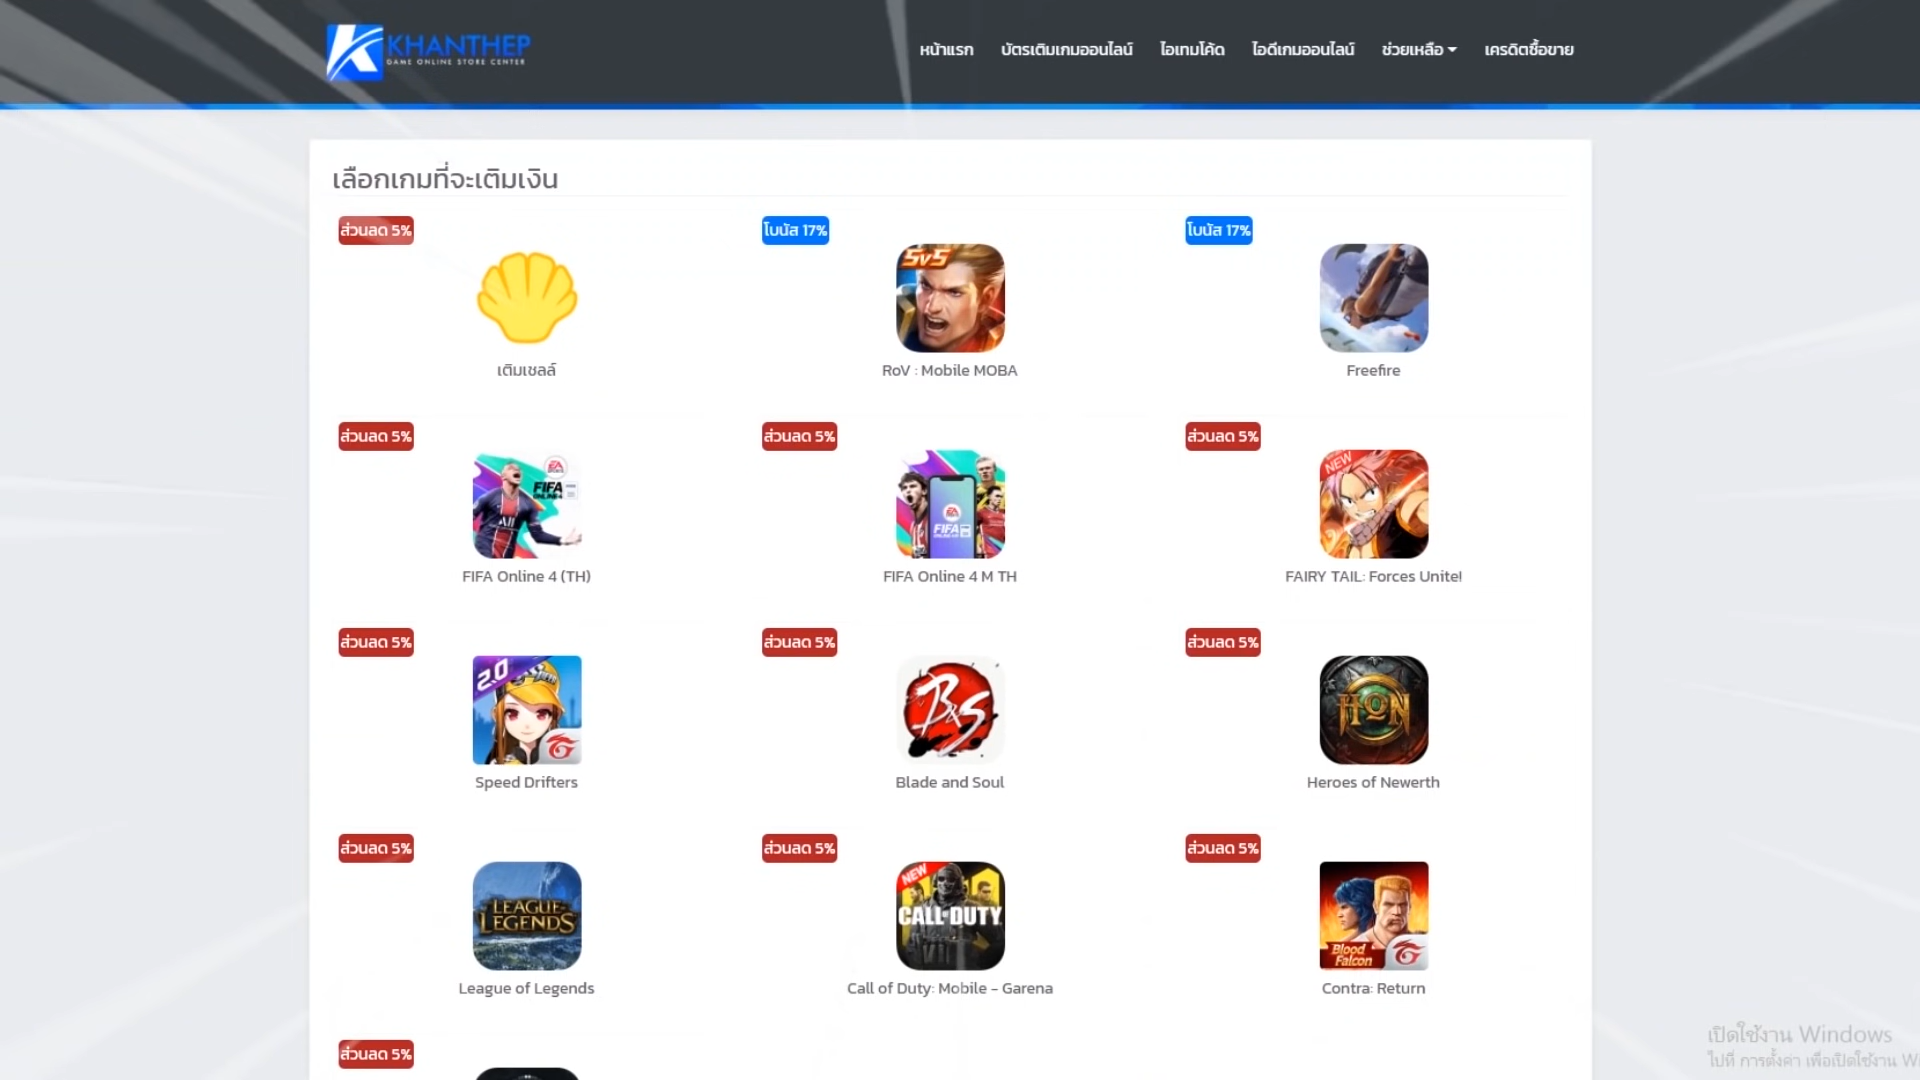 KHANTHEP
GAME ONLINE STORE CENTER
หน้าแรก บัตรเติมเกมออนไลน์ ไอเทมโค้ด ไอดีเกมออนไลน์ ช่วยเหลือ เครดิตซื้อขาย
เลือกเกมที่จะเติมเงิน
ส่วนลด 5% โบนัส 17% โบนัส 17%
5v5
เติมเชลล์ RoV : Mobile MOBA Freefire
ส่วนลด 5% ส่วนลด 5% ส่วนลด 5%
NEW
EA SPORTS
FIFA
ONLINE 4
EA
FIFA
FIFA Online 4 (TH) FIFA Online 4 M TH FAIRY TAIL: Forces Unite!
ส่วนลด 5% ส่วนลด 5% ส่วนลด 5%
2.0
B&S
HON
Speed Drifters Blade and Soul Heroes of Newerth
ส่วนลด 5% ส่วนลด 5% ส่วนลด 5%
NEW
LEAGUE OF
LEGENDS
CALL OF DUTY
Blood
Falcon
League of Legends Call of Duty: Mobile - Garena Contra: Return
ส่วนลด 5%
เปิดใช้งาน Windows
ไปที่ การตั้งค่า เพื่อเปิดใช้งาน